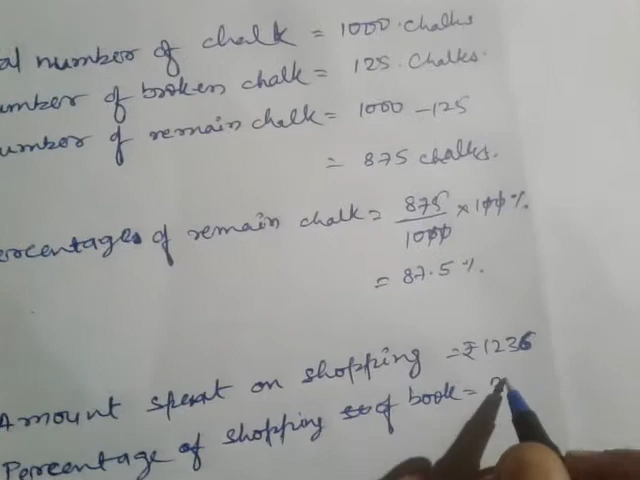 al number of chalk = 1000 chalks
umber of broken chalk = 125 Chalks.
umber of remain chalk = 1000 - 125
= 875 chalks.
ercentages of remain chalk = 875/1000 × 100%
= 87.5%.
Amount spent on shopping = ₹1236
Percentage of shopping of book =